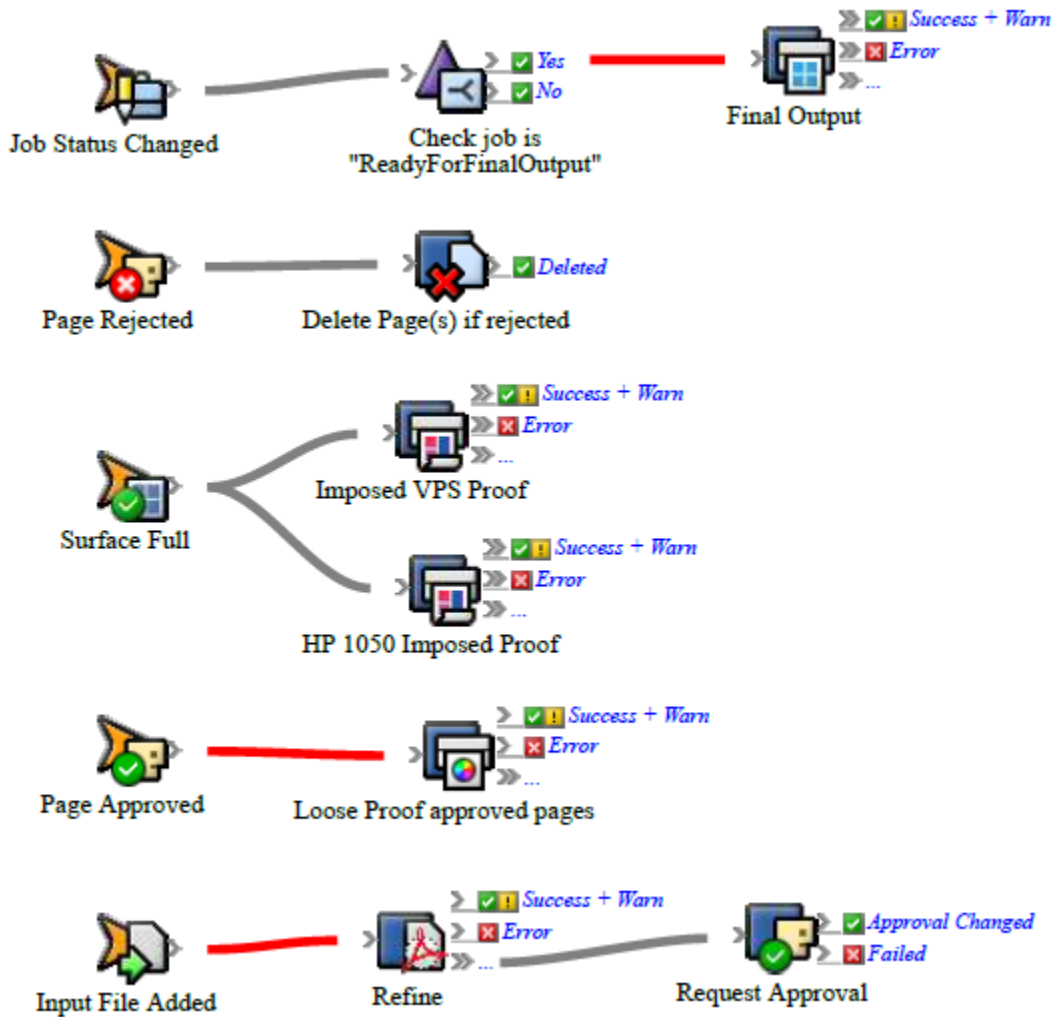 Success + Warn
Yes
Error
No
...
Final Output
Job Status Changed
Check job is
"ReadyForFinalOutput"
Deleted
Page Rejected
Delete Page(s) if rejected
Success + Warn
Error
...
Imposed VPS Proof
Surface Full
Success + Warn
Error
...
HP 1050 Imposed Proof
Success + Warn
Error
...
Page Approved
Loose Proof approved pages
Success + Warn
Error
...
Approval Changed
Failed
Input File Added
Refine
Request Approval